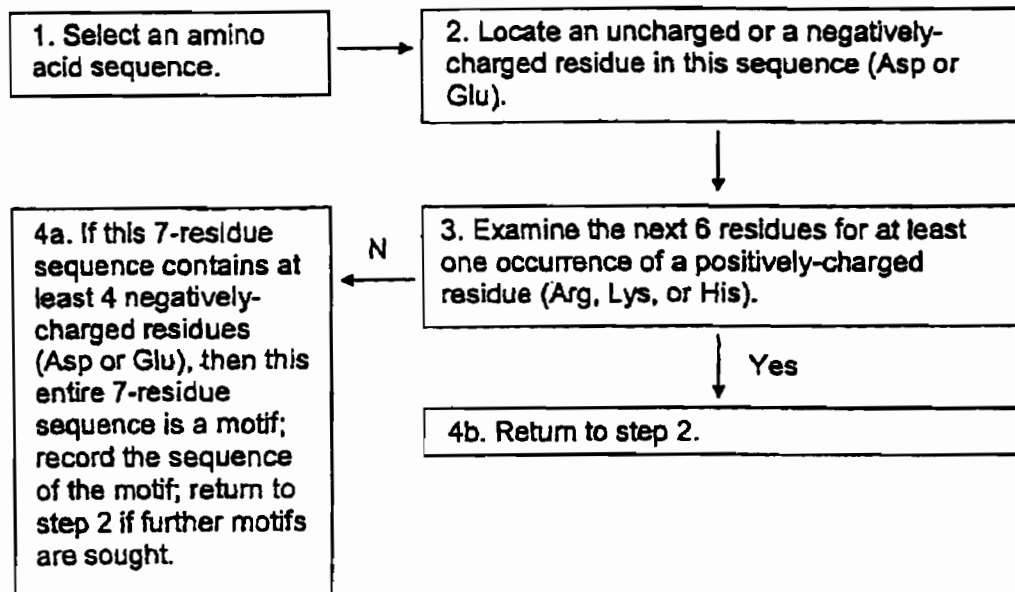 1. Select an amino
acid sequence.
2. Locate an uncharged or a negatively-
charged residue in this sequence (Asp or
Glu).
3. Examine the next 6 residues for at least
one occurrence of a positively-charged
residue (Arg, Lys, or His).
N
4a. If this 7-residue
sequence contains at
least 4 negatively-
charged residues
(Asp or Glu), then this
entire 7-residue
sequence is a motif;
record the sequence
of the motif; return to
step 2 if further motifs
are sought.
Yes
4b. Return to step 2.